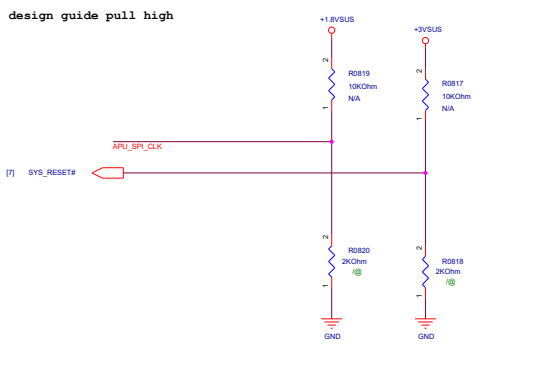 design guide pull high
+1.8VSUS
+3VSUS
2
R0819
10KOhm
N/A
1
2
R0817
10KOhm
N/A
1
APU_SPI_CLK
[7] SYS_RESET#
2
R0820
2KOhm
/@
1
2
R0818
2KOhm
/@
1
GND
GND